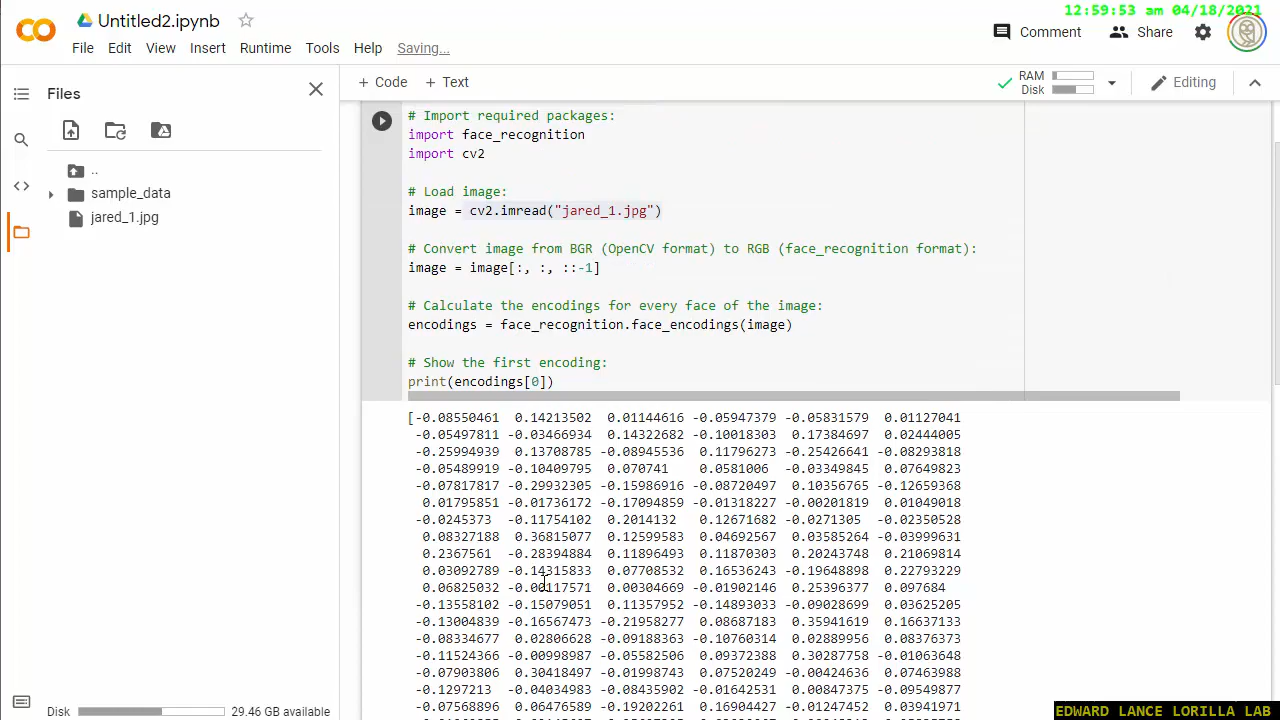 12:59:53 am 04/18/2021
Untitled2.ipynb
File Edit View Insert Runtime Tools Help Saving...
Comment Share
Files
+ Code + Text
RAM
Disk
Editing
..
sample_data
jared_1.jpg
# Import required packages:
import face_recognition
import cv2
# Load image:
image = cv2.imread("jared_1.jpg")
# Convert image from BGR (OpenCV format) to RGB (face_recognition format):
image = image[:, :, ::-1]
# Calculate the encodings for every face of the image:
encodings = face_recognition.face_encodings(image)
# Show the first encoding:
print(encodings[0])
[-0.08550461 0.14213502 0.01144616 -0.05947379 -0.05831579 0.01127041
-0.05497811 -0.03466934 0.14322682 -0.10018303 0.17384697 0.02444005
-0.25994939 0.13708785 -0.08945536 0.11796273 -0.25426641 -0.08293818
-0.05489919 -0.10409795 0.070741 0.0581006 -0.03349845 0.07649823
-0.07817817 -0.29932305 -0.15986916 -0.08720497 0.10356765 -0.12659368
0.01795851 -0.01736172 -0.17094859 -0.01318227 -0.00201819 0.01049018
-0.0245373 -0.11754102 0.2014132 0.12671682 -0.0271305 -0.02350528
0.08327188 0.36815077 0.12599583 0.04692567 0.03585264 -0.03999631
0.2367561 -0.28394884 0.11896493 0.11870303 0.20243748 0.21069814
0.03092789 -0.14315833 0.07708532 0.16536243 -0.19648898 0.22793229
0.06825032 -0.00117571 0.00304669 -0.01902146 0.25396377 0.097684
-0.13558102 -0.15079051 0.11357952 -0.14893033 -0.09028699 0.03625205
-0.13004839 -0.16567473 -0.21958277 0.08687183 0.35941619 0.16637133
-0.08334677 0.02806628 -0.09188363 -0.10760314 0.02889956 0.08376373
-0.11524366 -0.00998987 -0.05582506 0.09372388 0.30287758 -0.01063648
-0.07903806 0.30418497 -0.01998743 0.07520249 -0.00424636 0.07463988
-0.1297213 -0.04034983 -0.08435902 -0.01642531 0.00847375 -0.09549877
-0.07368896 0.06476589 -0.19202261 0.16904427 -0.01247452 0.03941971
Disk 29.46 GB available
EDWARD LANCE LORILLA LAB